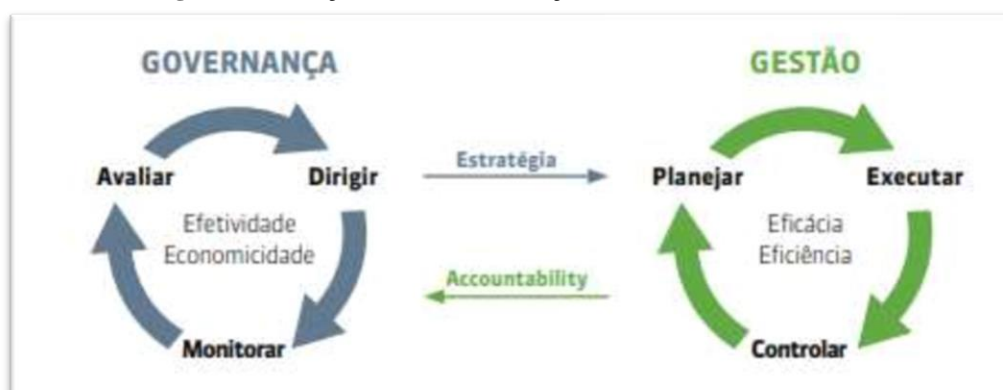 GOVERNANÇA
GESTÃO
Avaliar
Dirigir
Estratégia
Planejar
Executar
Efetividade
Economicidade
Eficácia
Eficiência
Accountability
Monitorar
Controlar